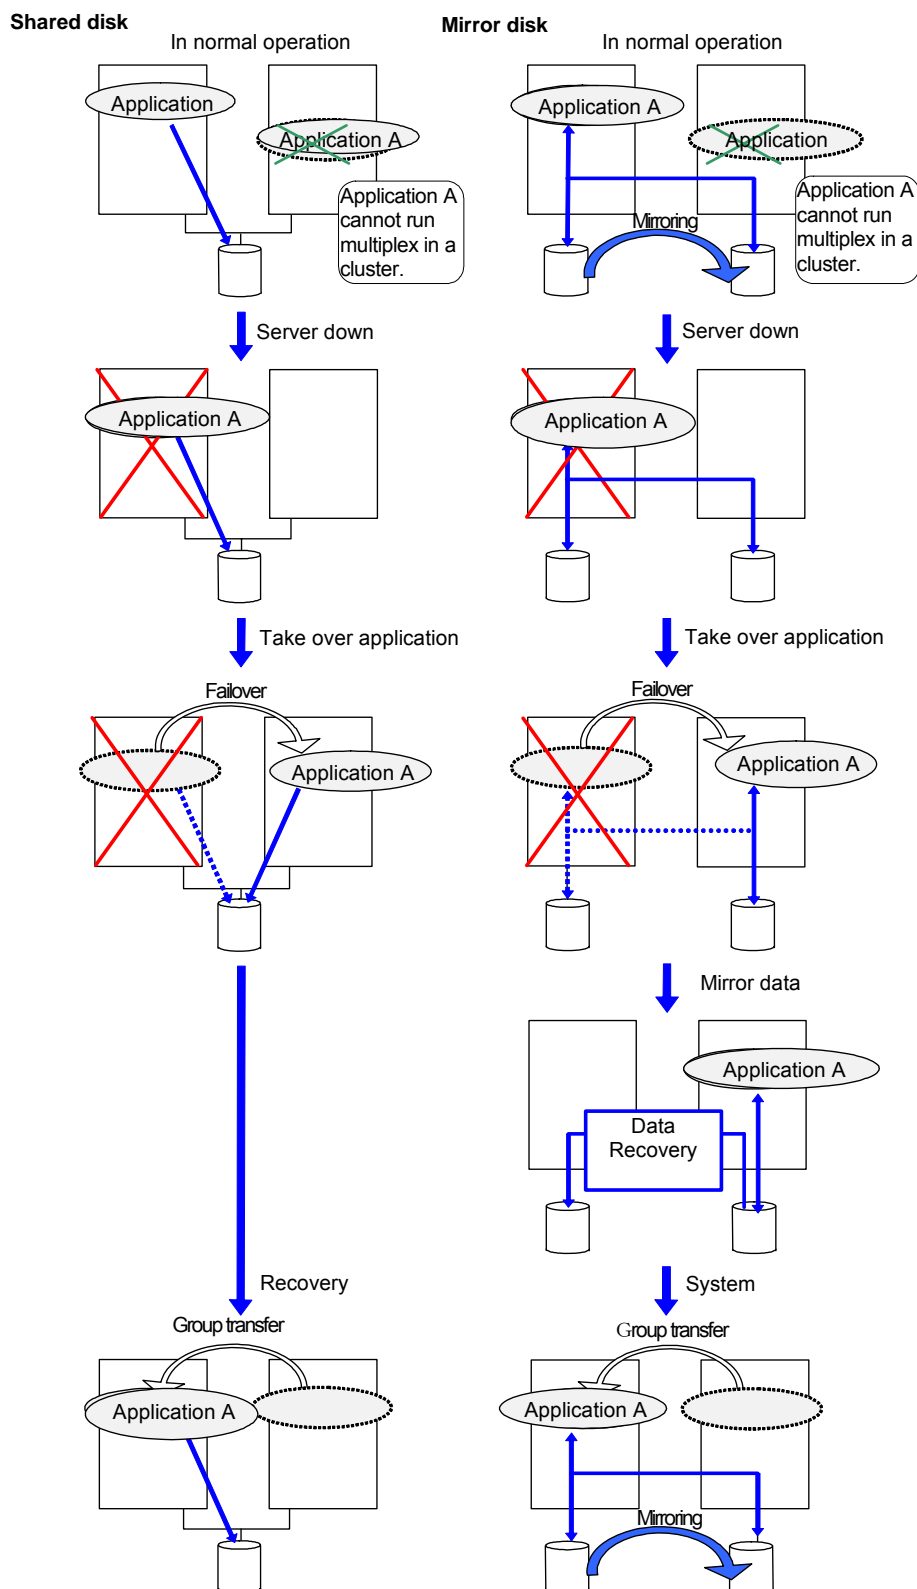 Shared disk
In normal operation
Application
Application A
Application A
cannot run
multiplex in a
cluster.
Server down
Application A
Take over application
Failover
Application A
Recovery
Group transfer
Application A
Mirror disk
In normal operation
Application A
Application
Application A
cannot run
multiplex in a
cluster.
Mirroring
Server down
Application A
Take over application
Failover
Application A
Mirror data
Application A
Data
Recovery
System
Group transfer
Application A
Mirroring